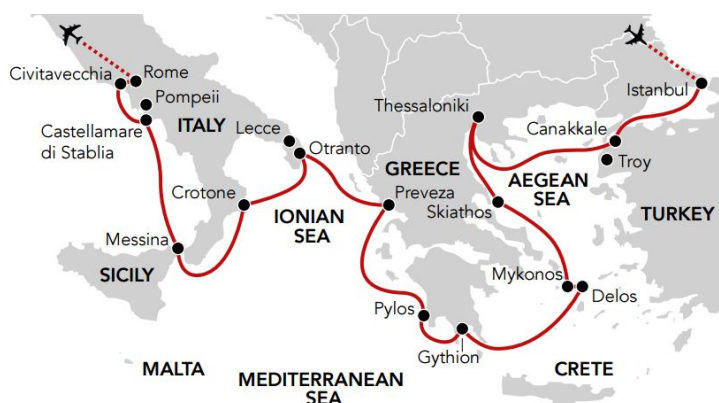 Civitavecchia
Rome
Pompeii
Castellamare
di Stablia
ITALY
Lecce
Otranto
Crotone
IONIAN
SEA
Messina
SICILY
MALTA
MEDITERRANEAN
SEA
Thessaloniki
GREECE
Preveza
Skiathos
AEGEAN
SEA
Istanbul
Canakkale
Troy
TURKEY
Mykonos
Delos
Pylos
Gythion
CRETE